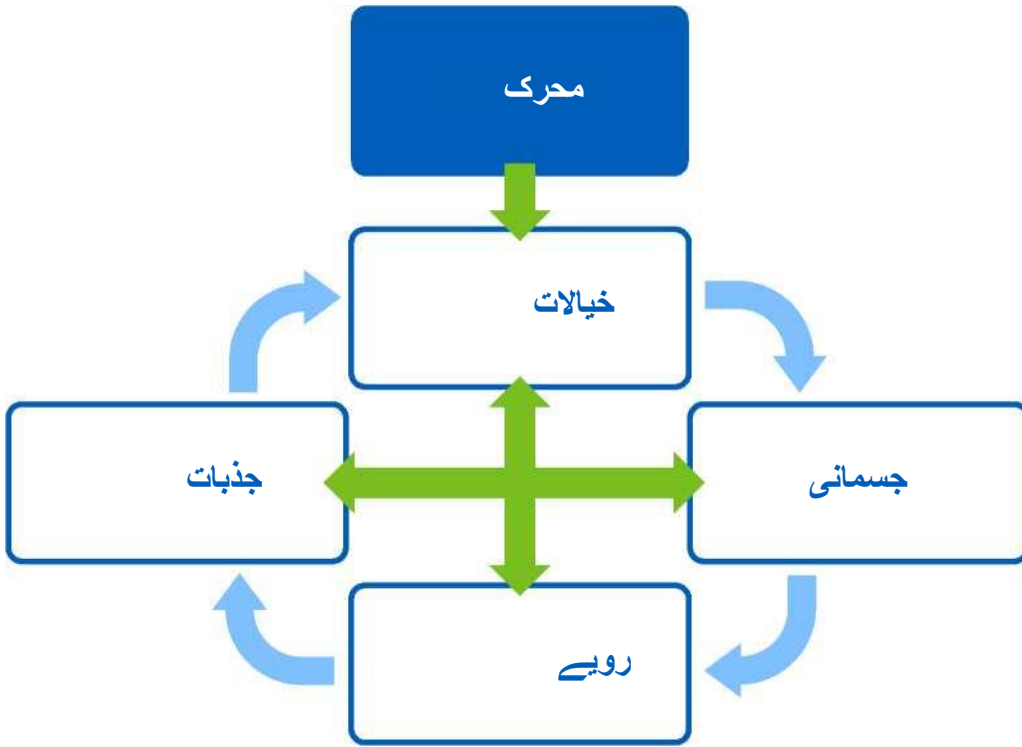 محرک
خیالات
جذبات
جسمانی
رویے